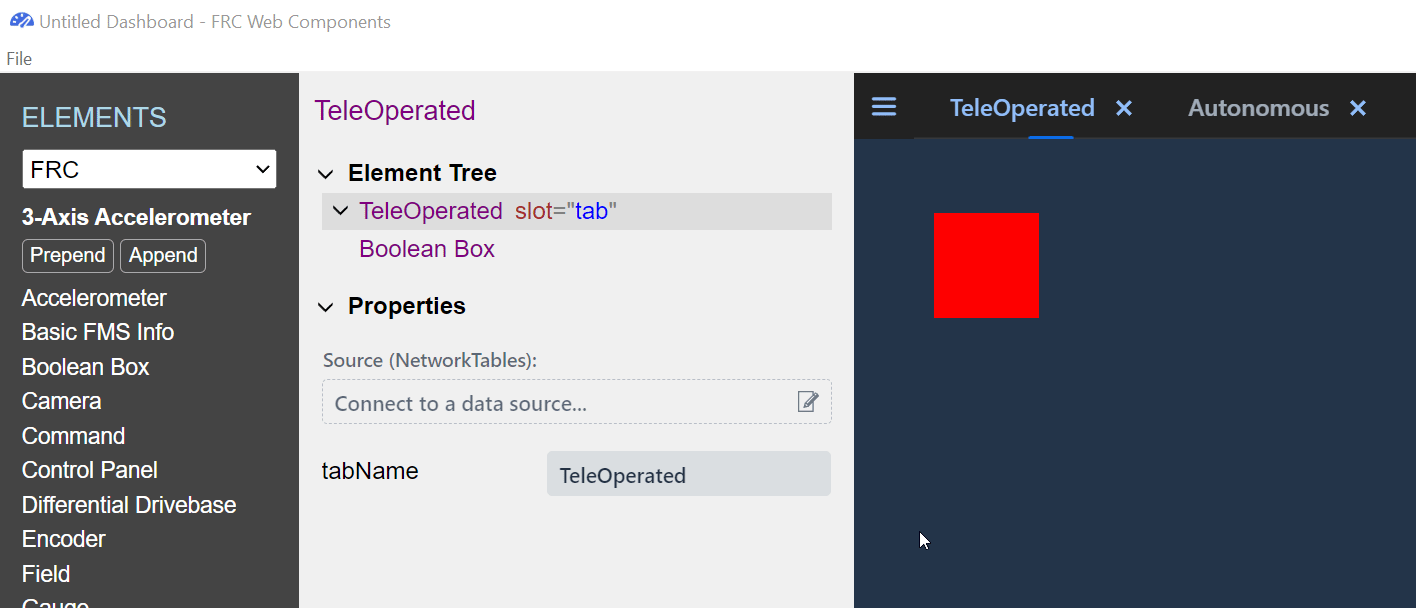 Untitled Dashboard - FRC Web Components
File
ELEMENTS
FRC
3-Axis Accelerometer
Prepend Append
Accelerometer
Basic FMS Info
Boolean Box
Camera
Command
Control Panel
Differential Drivebase
Encoder
Field
Gauge
TeleOperated
Element Tree
TeleOperated slot="tab"
Boolean Box
Properties
Source (NetworkTables):
Connect to a data source...
tabName TeleOperated
TeleOperated Autonomous